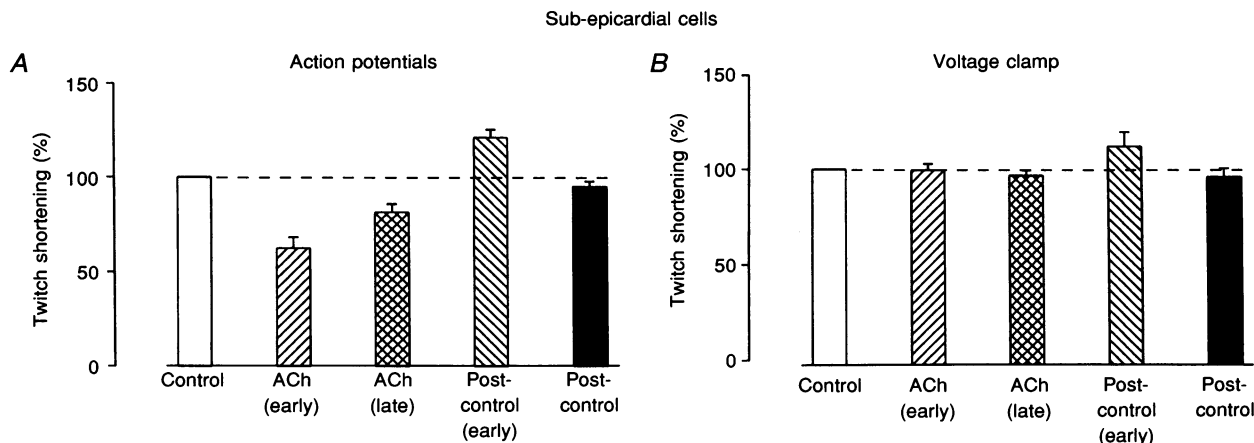 Sub-epicardial cells
A
Action potentials
Twitch shortening (%)
150
100
50
0
Control
ACh
(early)
ACh
(late)
Post-
control
(early)
Post-
control
B
Voltage clamp
Twitch shortening (%)
150
100
50
0
Control
ACh
(early)
ACh
(late)
Post-
control
(early)
Post-
control